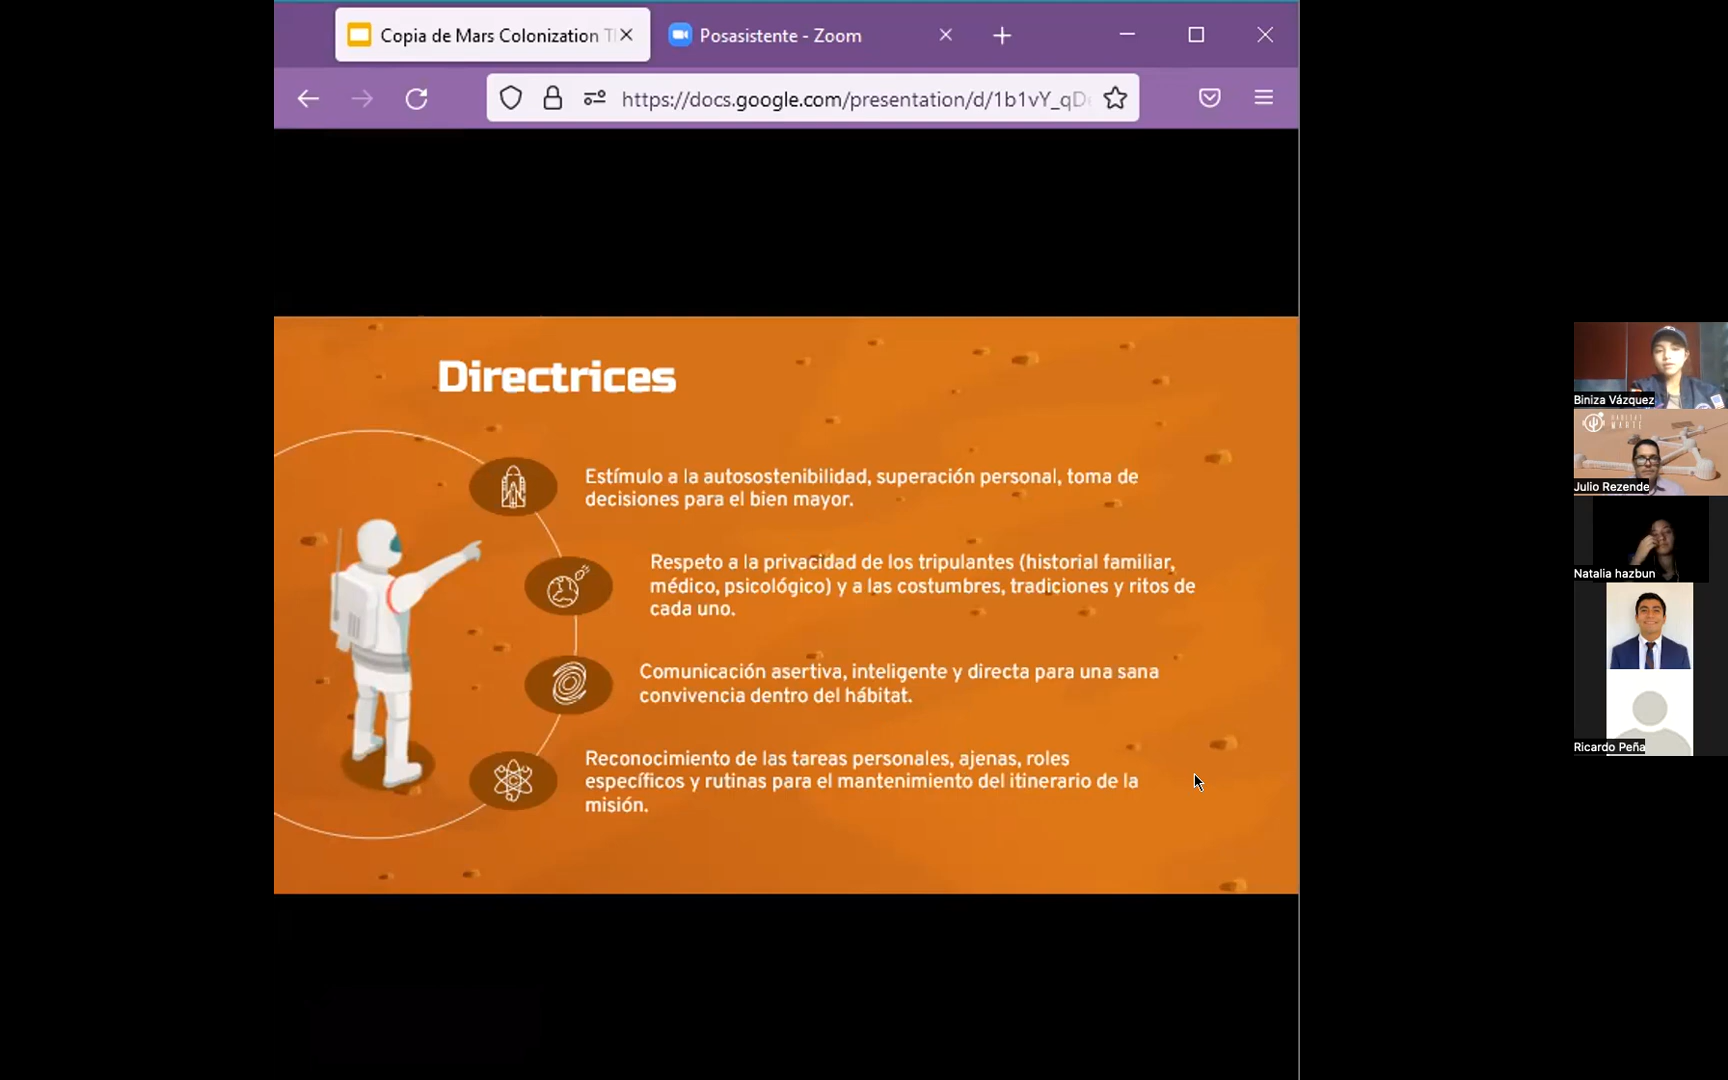 Copia de Mars Colonization T
Posasistente - Zoom
https://docs.google.com/presentation/d/1b1vY_qD
Directrices
Estímulo a la autosostenibilidad, superación personal, toma de
decisiones para el bien mayor.
Respeto a la privacidad de los tripulantes (historial familiar,
médico, psicológico) y a las costumbres, tradiciones y ritos de
cada uno.
Comunicación asertiva, inteligente y directa para una sana
convivencia dentro del hábitat.
Reconocimiento de las tareas personales, ajenas, roles
específicos y rutinas para el mantenimiento del itinerario de la
misión.
Biniza Vázquez
HABITAT
MARTE
Julio Rezende
Natalia hazbun
Ricardo Peña